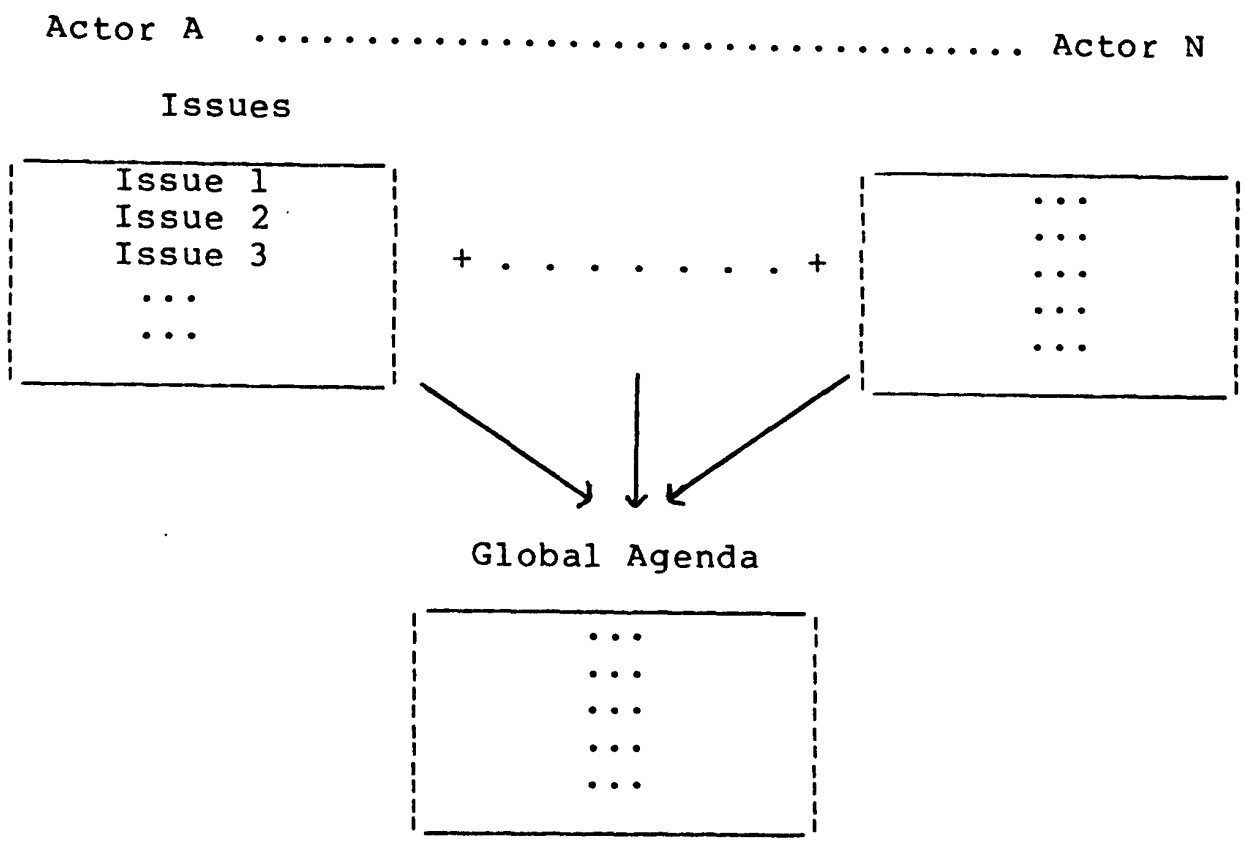 Actor A .................................. Actor N
Issues
Issue 1
Issue 2
Issue 3
...
...
+ . . . . . . . +
...
...
...
...
...
Global Agenda
...
...
...
...
...